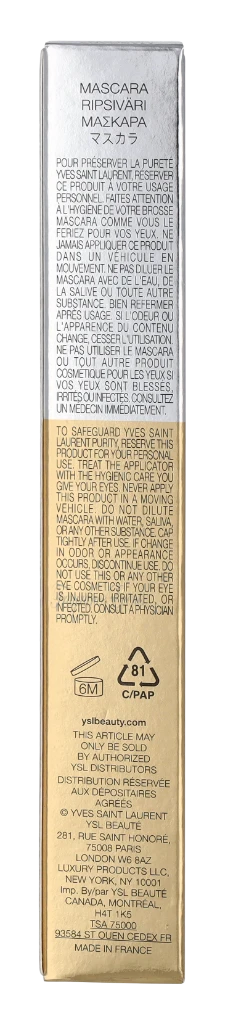 MASCARA
RIPSIVÄRI
ΜΑΣΚΑΡΑ
マスカラ
POUR PRÉSERVER LA PURETÉ
YVES SAINT LAURENT, RÉSERVER
CE PRODUIT À VOTRE USAGE
PERSONNEL. FAITES ATTENTION
À L'HYGIÈNE DE VOTRE BROSSE
MASCARA COMME VOUS LE
FERIEZ POUR VOS YEUX. NE
JAMAIS APPLIQUER CE PRODUIT
DANS UN VÉHICULE EN
MOUVEMENT. NE PAS DILUER LE
MASCARA AVEC DE L'EAU, DE
LA SALIVE OU TOUTE AUTRE
SUBSTANCE. BIEN REFERMER
APRÈS USAGE. SI L'ODEUR OU
L'APPARENCE DU CONTENU
CHANGE, CESSER L'UTILISATION.
NE PAS UTILISER LE MASCARA
OU TOUT AUTRE PRODUIT
COSMETIQUE POUR LES YEUX SI
VOS YEUX SONT BLESSÉS,
IRRITÉS OU INFECTES. CONSULTEZ
UN MÉDECIN IMMÉDIATEMENT.
TO SAFEGUARD YVES SAINT
LAURENT PURITY, RESERVE THIS
PRODUCT FOR YOUR PERSONAL
USE. TREAT THE APPLICATOR
WITH THE HYGIENIC CARE YOU
GIVE YOUR EYES. NEVER APPLY
THIS PRODUCT IN A MOVING
VEHICLE. DO NOT DILUTE
MASCARA WITH WATER, SALIVA,
OR ANY OTHER SUBSTANCE. CAP
TIGHTLY AFTER USE. IF CHANGE
IN ODOR OR APPEARANCE
OCCURS, DISCONTINUE USE. DO
NOT USE THIS OR ANY OTHER
EYE COSMETICS IF YOUR EYE
IS INJURED, IRRITATED, OR
INFECTED. CONSULT A PHYSICIAN
PROMPTLY.
6M
81
C/PAP
yslbeauty.com
THIS ARTICLE MAY
ONLY BE SOLD
BY AUTHORIZED
YSL DISTRIBUTORS
DISTRIBUTION RÉSERVÉE
AUX DÉPOSITAIRES
AGRÉÉS
© YVES SAINT LAURENT
YSL BEAUTÉ
281, RUE SAINT HONORÉ,
75008 PARIS
LONDON W6 8AZ
LUXURY PRODUCTS LLC,
NEW YORK, NY 10001
Imp. By/par YSL BEAUTÉ
CANADA, MONTRÉAL,
H4T 1K5
TSA 75000
93584 ST OUEN CEDEX FR
MADE IN FRANCE